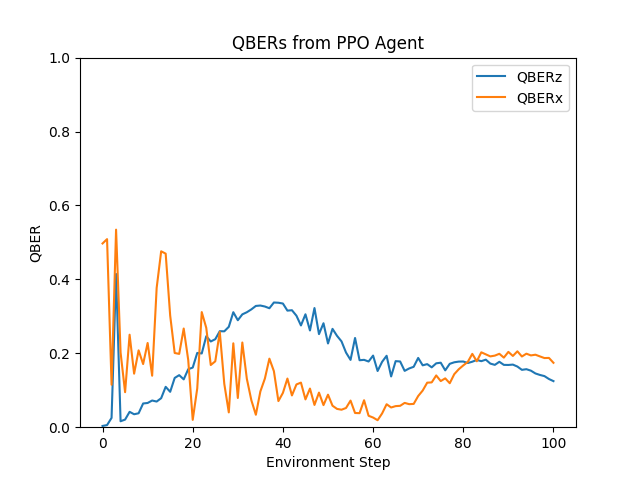 QBERs from PPO Agent
QBERz
QBERx
1.0
0.8
0.6
0.4
0.2
0.0
QBER
0 20 40 60 80 100
Environment Step